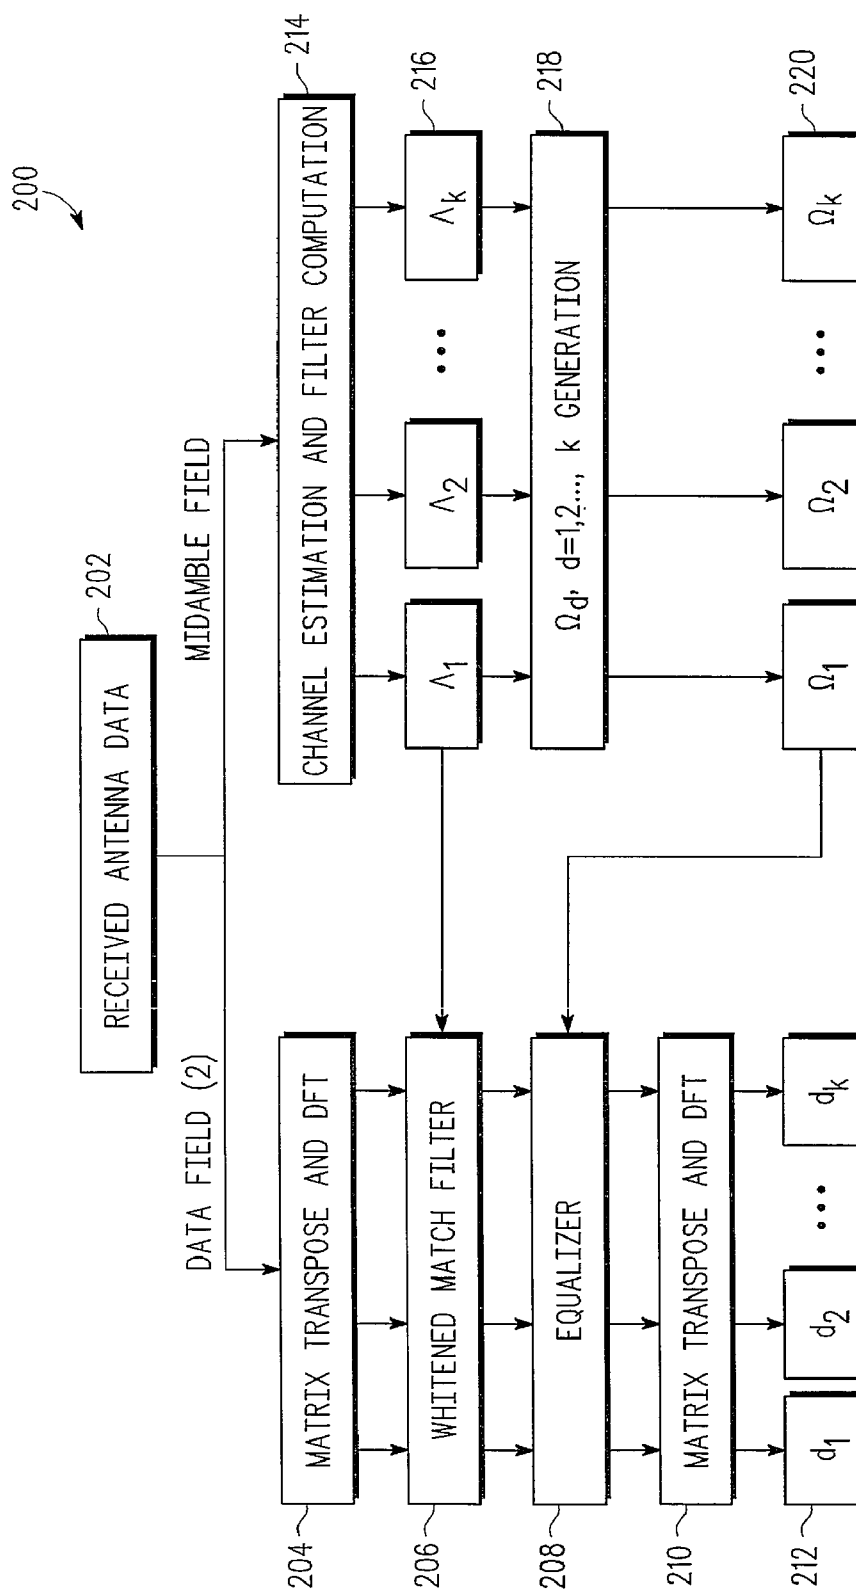 200
RECEIVED ANTENNA DATA
202
DATA FIELD (2)
MIDAMBLE FIELD
204
MATRIX TRANSPOSE AND DFT
CHANNEL ESTIMATION AND FILTER COMPUTATION
214
206
WHITENED MATCH FILTER
Λ1
Λ2
•••
Λk
216
208
EQUALIZER
Ωd, d=1,2..., k GENERATION
218
210
MATRIX TRANSPOSE AND DFT
212
d1
d2
•••
dk
Ω1
Ω2
•••
Ωk
220